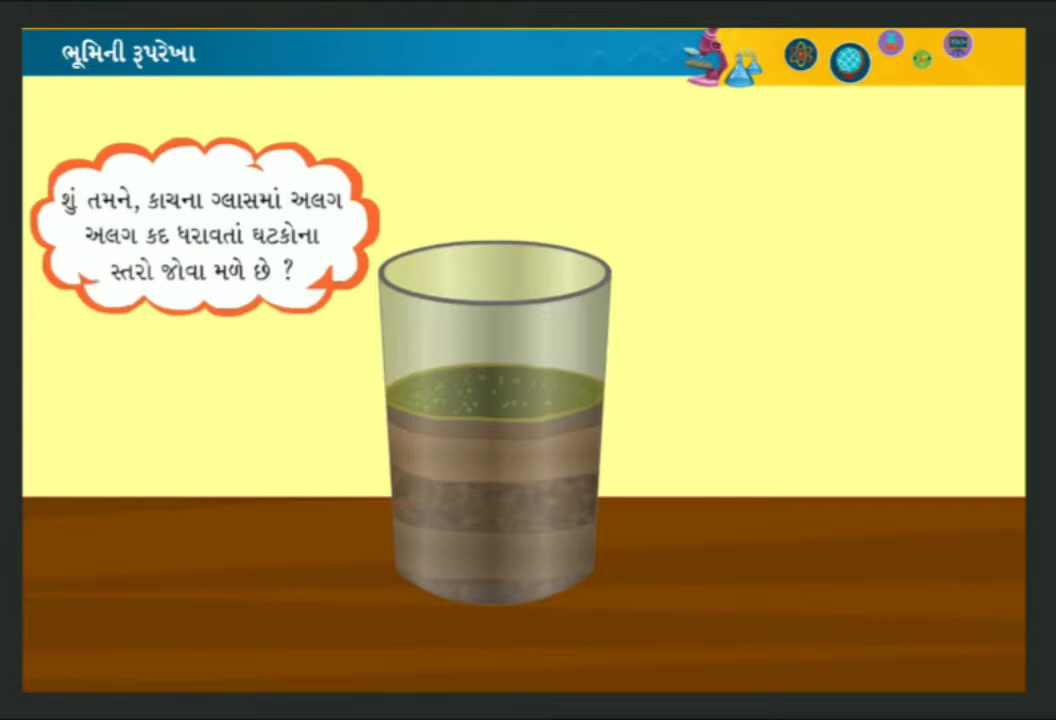 ભૂમિની રૂપરેખા
શું તમને, કાચના ગ્લાસમાં અલગ
અલગ કદ ધરાવતાં ઘટકોના
સ્તરો જોવા મળે છે ?